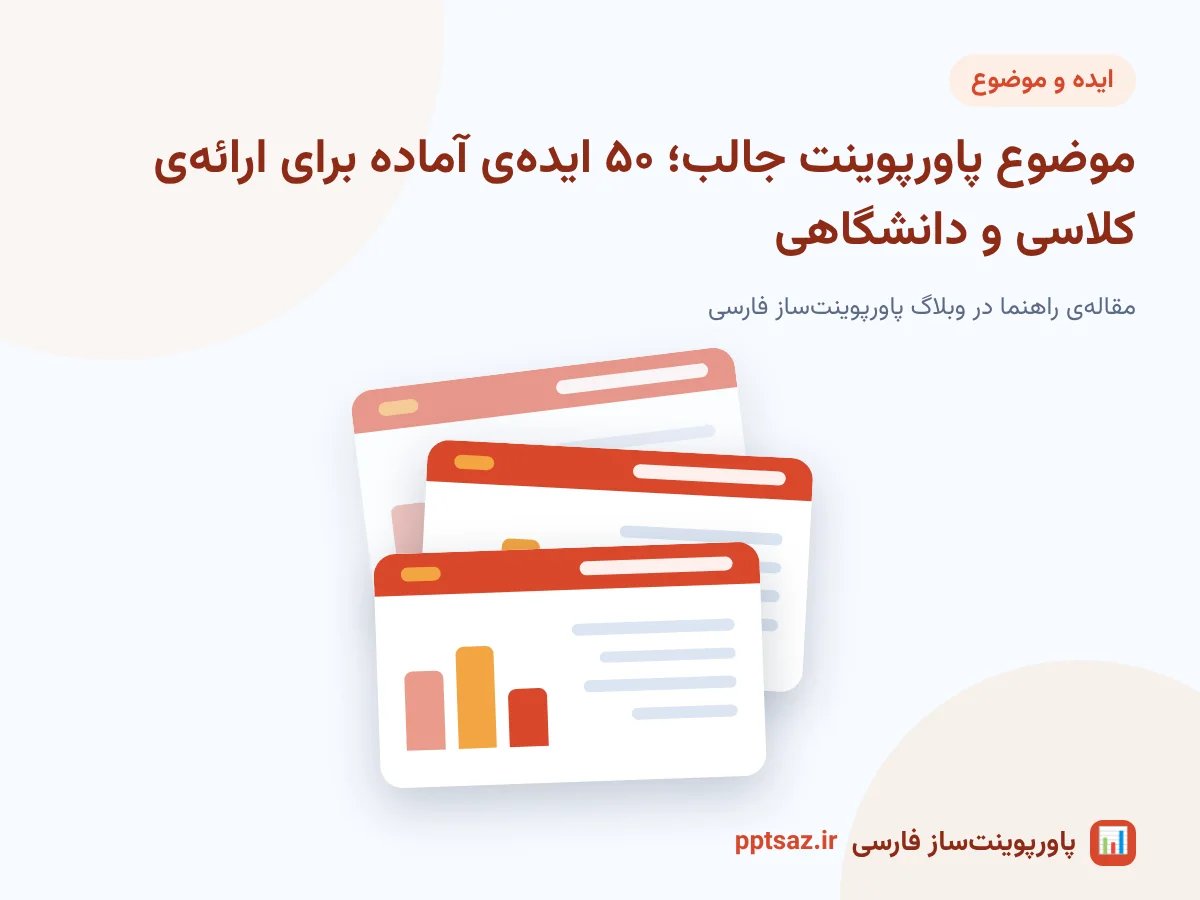 ایده و موضوع
موضوع پاورپوینت جالب؛ ۵۰ ایده‌ی آماده برای ارائه‌ی
کلاسی و دانشگاهی
مقاله‌ی راهنما در وبلاگ پاورپوینت‌ساز فارسی
پاورپوینت‌ساز فارسی pptsaz.ir